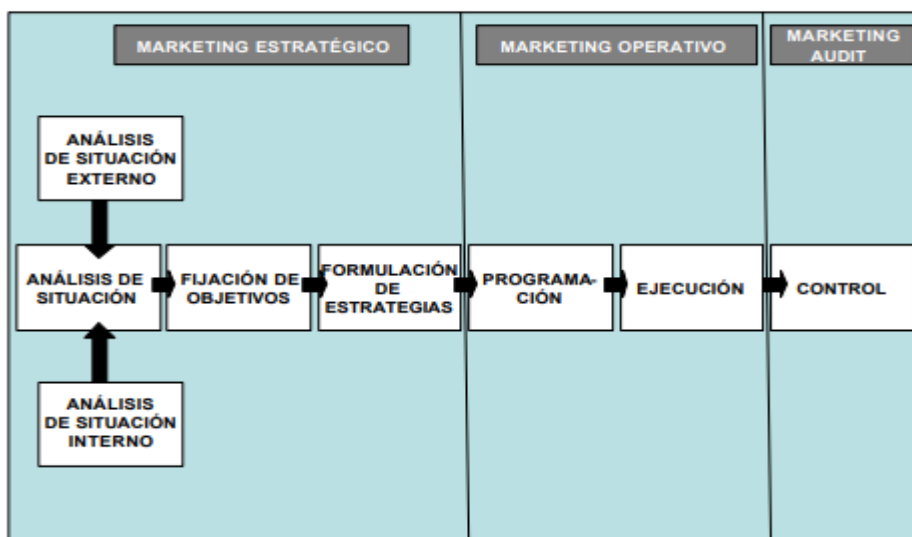 MARKETING ESTRATÉGICO
MARKETING OPERATIVO
MARKETING
AUDIT
ANÁLISIS
DE SITUACIÓN
EXTERNO
ANÁLISIS DE
SITUACIÓN
FIJACIÓN DE
OBJETIVOS
FORMULACIÓN
DE
ESTRATEGIAS
PROGRAMA-
CIÓN
EJECUCIÓN
CONTROL
ANÁLISIS
DE SITUACIÓN
INTERNO